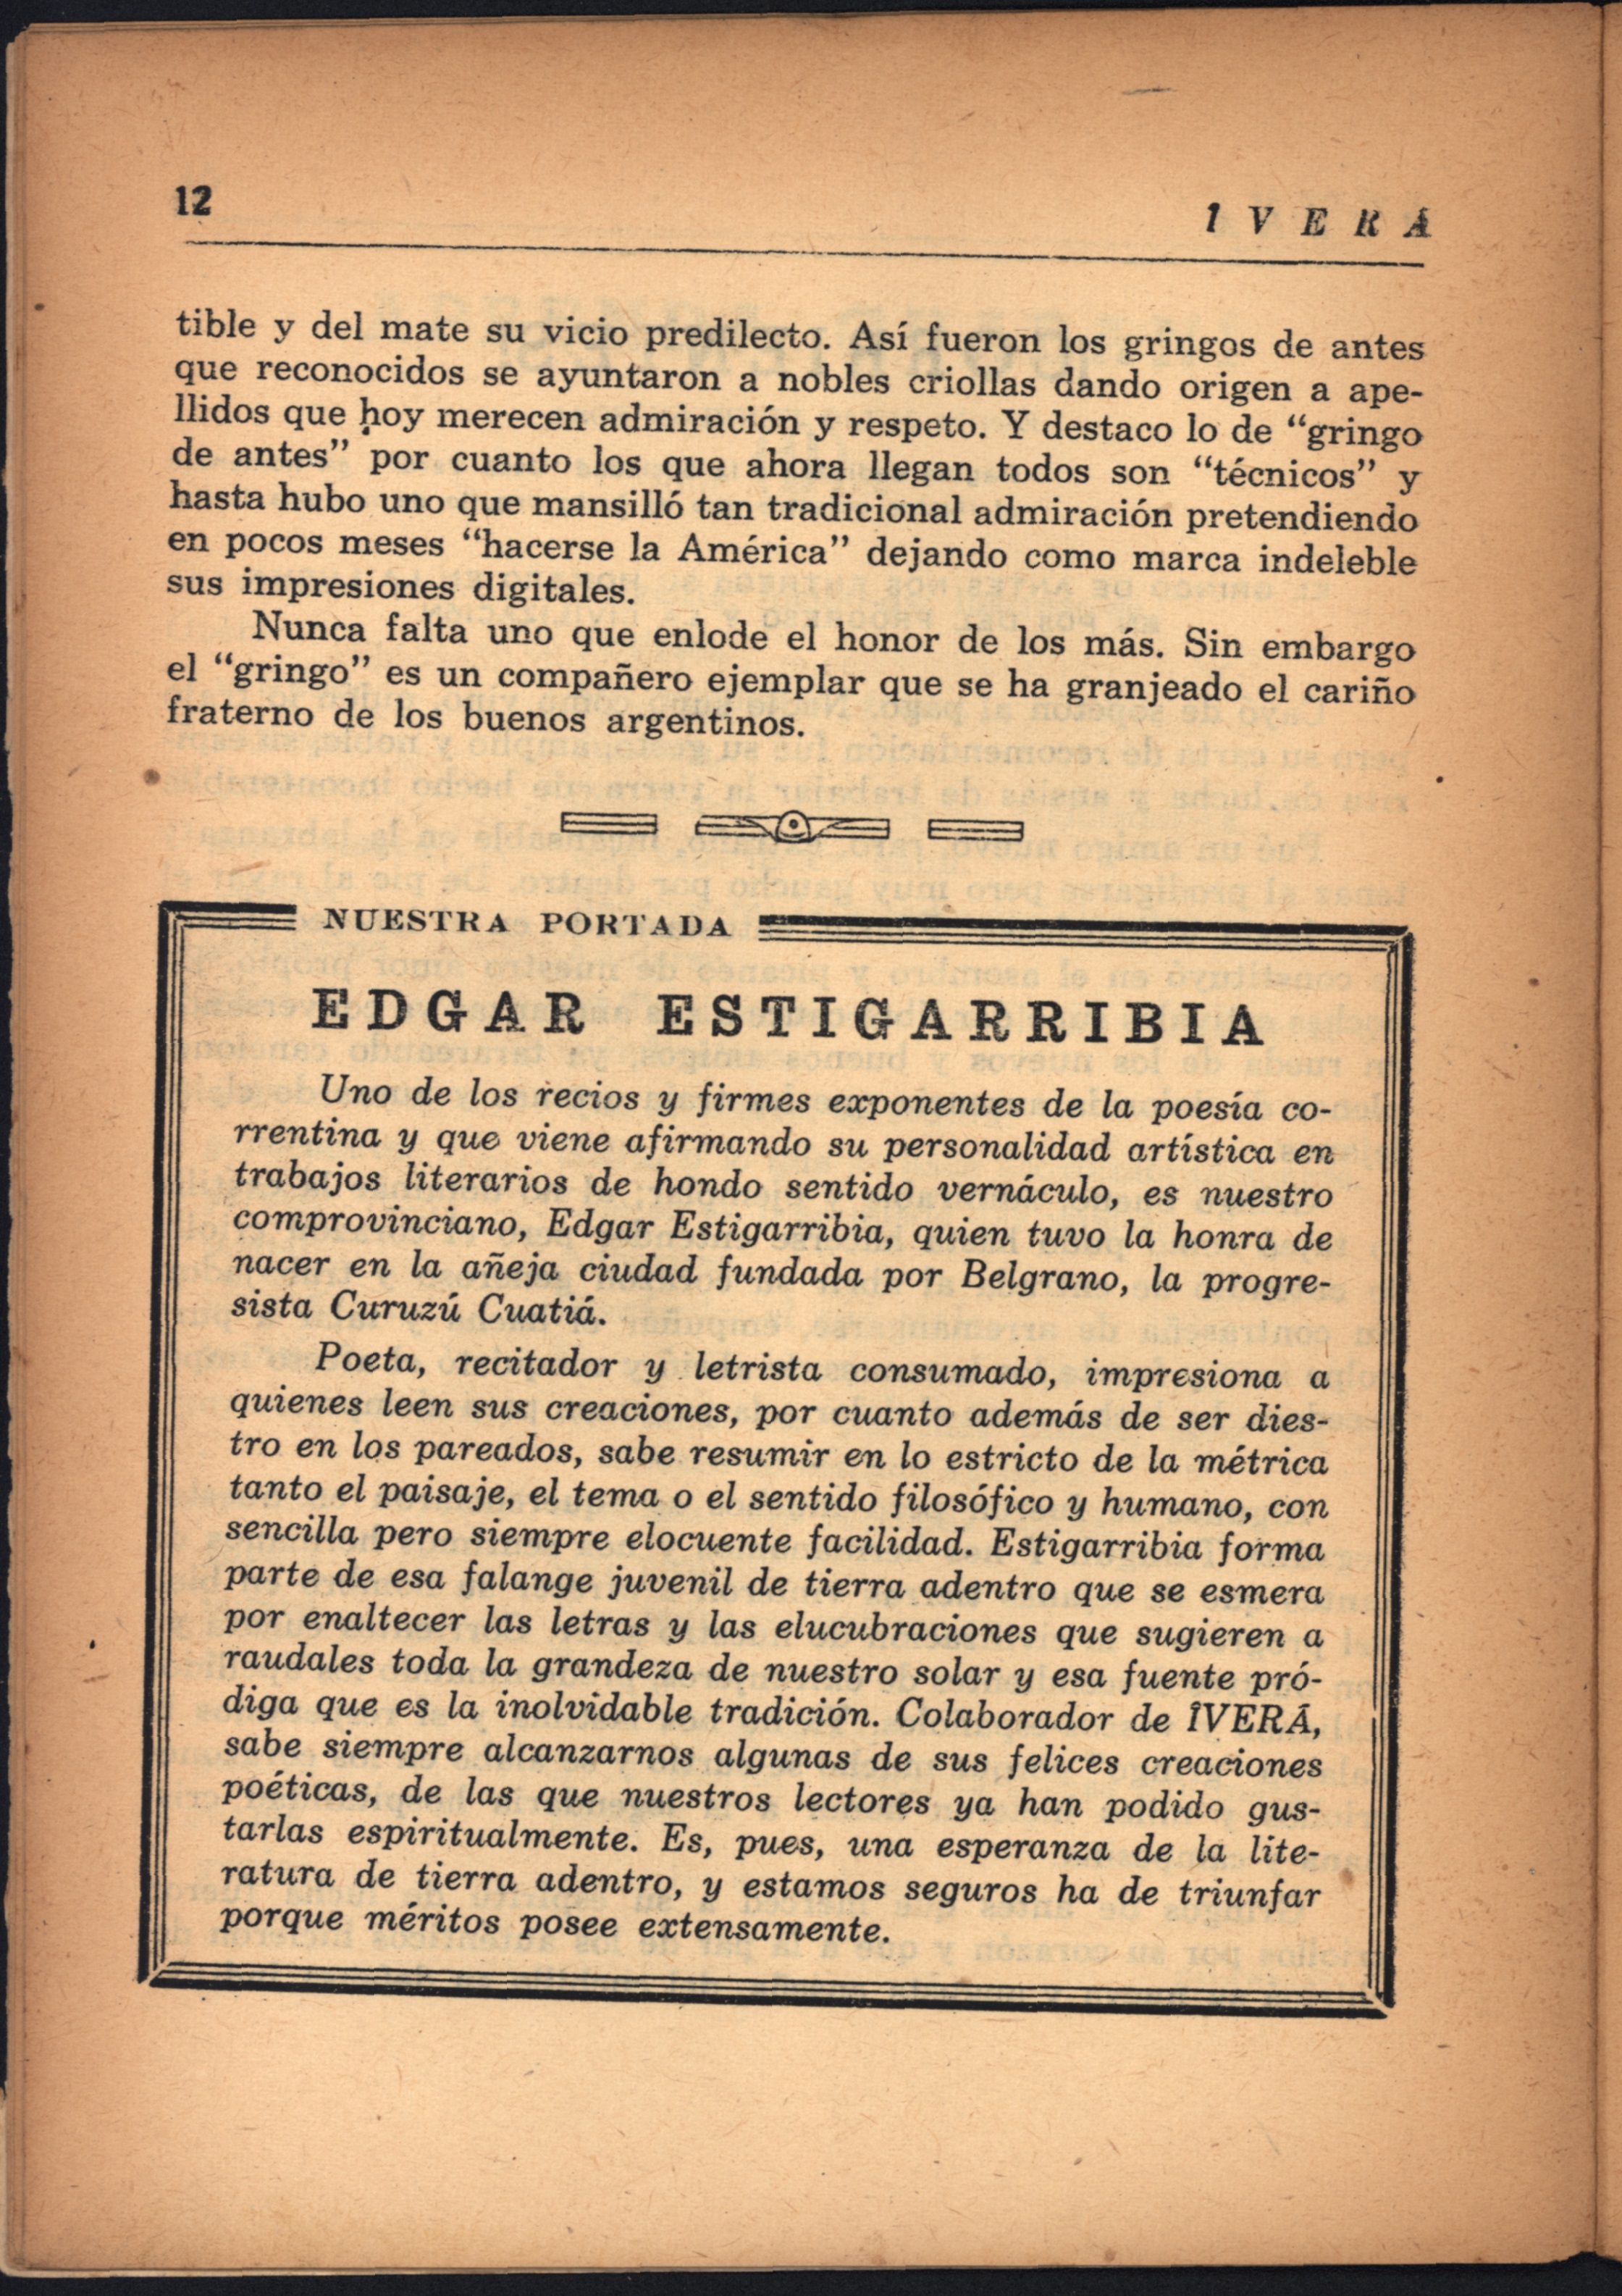 12
IVERÁ
tible y del mate su vicio predilecto. Así fueron los gringos de antes
que reconocidos se ayuntaron a nobles criollas dando origen a ape-
llidos que hoy merecen admiración y respeto. Y destaco lo de “gringo
de antes” por cuanto los que ahora llegan todos son “técnicos” y
hasta hubo uno que mansilló tan tradicional admiración pretendiendo
en pocos meses “hacerse la América” dejando como marca indeleble
sus impresiones digitales.
Nunca falta uno que enlode el honor de los más. Sin embargo
el “gringo” es un compañero ejemplar que se ha granjeado el cariño
fraterno de los buenos argentinos.
NUESTRA PORTADA
EDGAR ESTIGARRIBIA
Uno de los recios y firmes exponentes de la poesía co-
rrentina y que viene afirmando su personalidad artística en
trabajos literarios de hondo sentido vernáculo, es nuestro
comprovinciano, Edgar Estigarribia, quien tuvo la honra de
nacer en la añeja ciudad fundada por Belgrano, la progre-
sista Curuzú Cuatiá.
Poeta, recitador y letrista consumado, impresiona a
quienes leen sus creaciones, por cuanto además de ser dies-
tro en los pareados, sabe resumir en lo estricto de la métrica
tanto el paisaje, el tema o el sentido filosófico y humano, con
sencilla pero siempre elocuente facilidad. Estigarribia forma
parte de esa falange juvenil de tierra adentro que se esmera
por enaltecer las letras y las elucubraciones que sugieren a
raudales toda la grandeza de nuestro solar y esa fuente pró-
diga que es la inolvidable tradición. Colaborador de ÎVERÁ,
sabe siempre alcanzarnos algunas de sus felices creaciones
poéticas, de las que nuestros lectores ya han podido gus-
tarlas espiritualmente. Es, pues, una esperanza de la lite-
ratura de tierra adentro, y estamos seguros ha de triunfar
porque méritos posee extensamente.